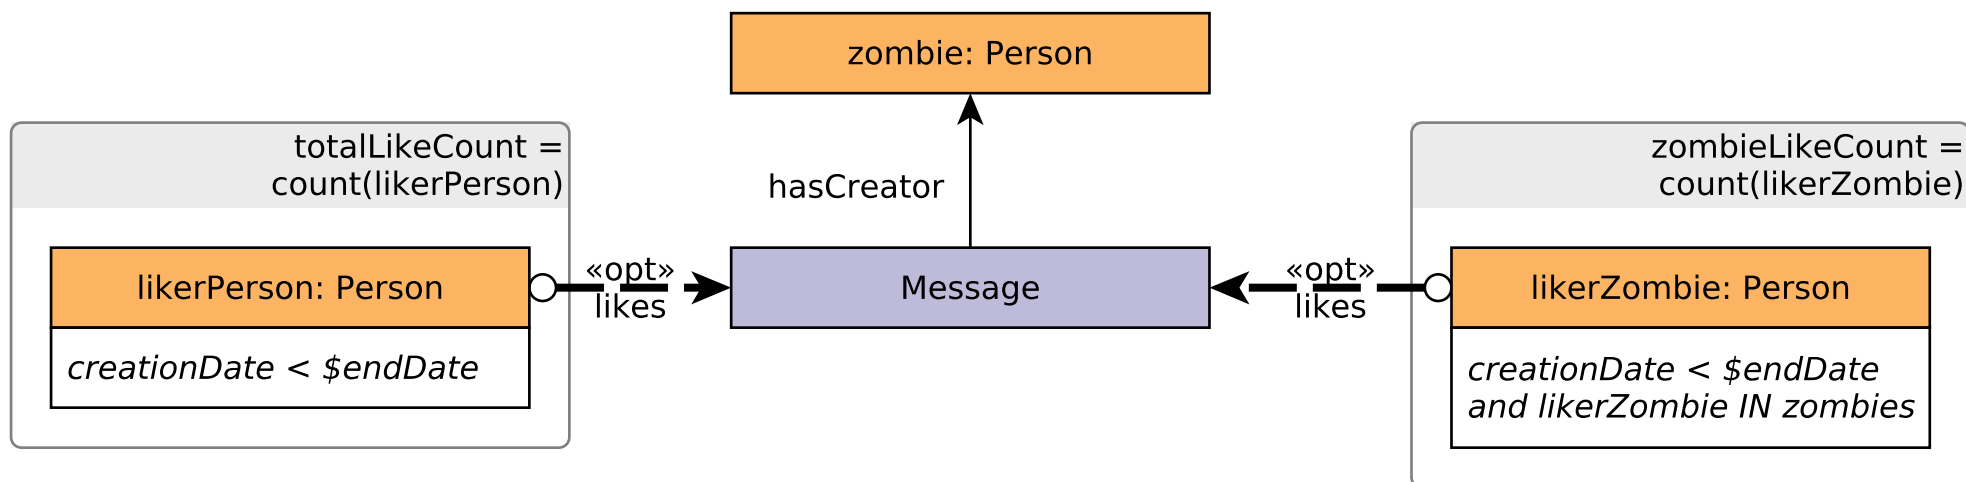 zombie: Person
totalLikeCount =
count(likerPerson)
zombieLikeCount =
count(likerZombie)
hasCreator
likerPerson: Person
«opt»
likes
Message
«opt»
likes
likerZombie: Person
creationDate < $endDate
creationDate < $endDate
and likerZombie IN zombies